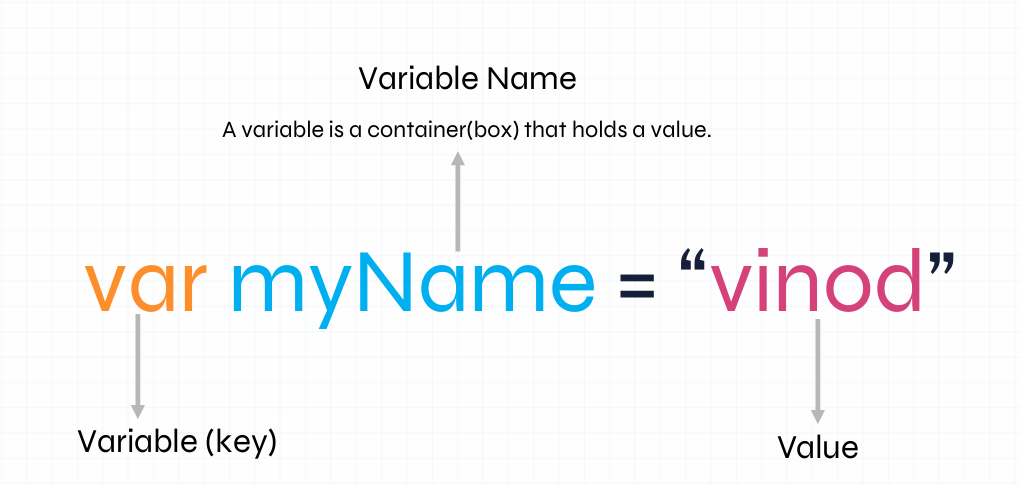 Variable Name
A variable is a container(box) that holds a value.
var myName = “vinod”
Variable (key)
Value